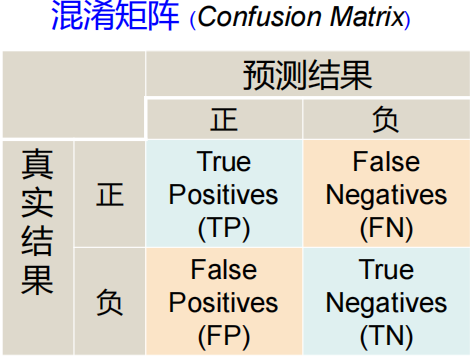 混淆矩阵 (Confusion Matrix)
预测结果
正 负
真实结果
正
True Positives (TP)
False Negatives (FN)
负
False Positives (FP)
True Negatives (TN)